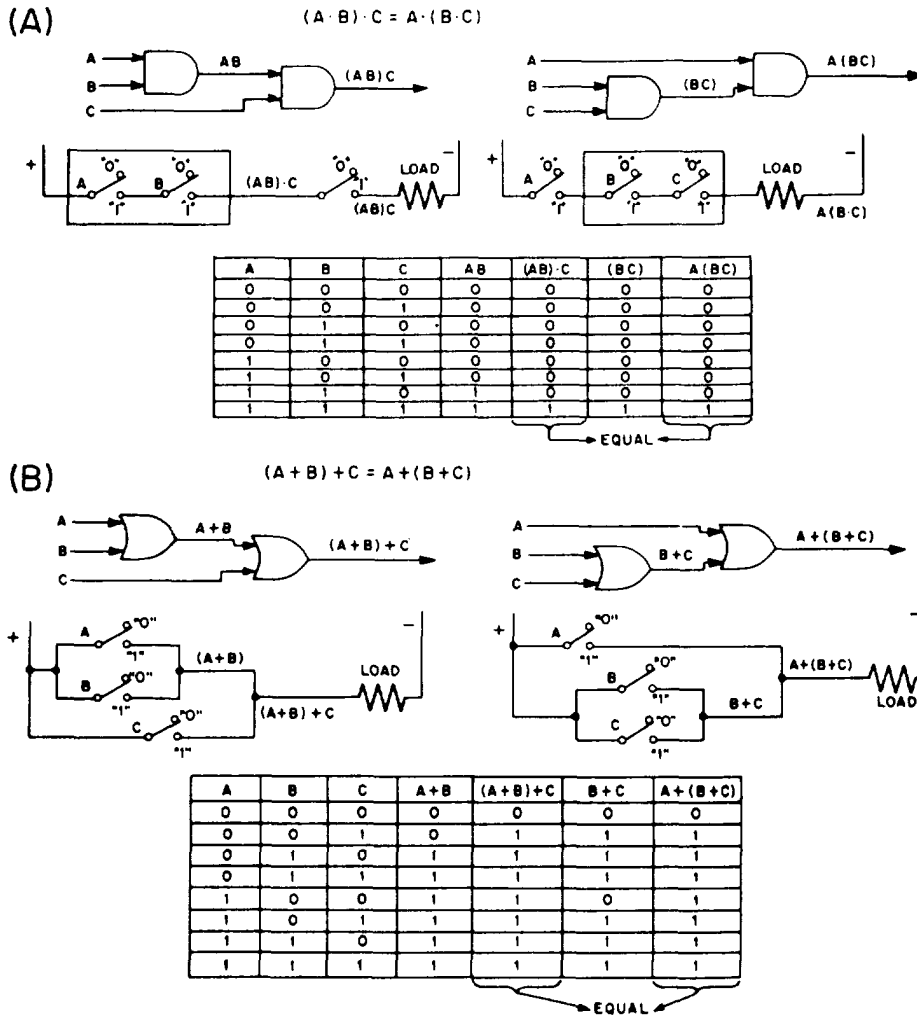 (A)
(A·B)·C = A·(B·C)
A
B
C
AB
(AB)C
A
B
C
(BC)
A(BC)
+
A "0" "1"
B "0" "1"
(AB)·C
"0" "1"
(AB)C
LOAD
−
+
A "0" "1"
B "0" "1"
C "0" "1"
LOAD
−
A(B·C)
A B C AB (AB)·C (BC) A(BC)
0 0 0 0 0 0 0
0 0 1 0 0 0 0
0 1 0 0 0 0 0
0 1 1 0 0 0 0
1 0 0 0 0 0 0
1 0 1 0 0 0 0
1 1 0 1 0 0 0
1 1 1 1 1 1 1
EQUAL
(B)
(A+B)+C = A+(B+C)
A
B
C
A+B
(A+B)+C
A
B
C
B+C
A+(B+C)
+
A "0" "1"
B "0" "1"
C "0" "1"
(A+B)
(A+B)+C
LOAD
−
+
A "0" "1"
B "0" "1"
C "0" "1"
B+C
A+(B+C)
LOAD
−
A B C A+B (A+B)+C B+C A+(B+C)
0 0 0 0 0 0 0
0 0 1 0 1 1 1
0 1 0 1 1 1 1
0 1 1 1 1 1 1
1 0 0 1 1 0 1
1 0 1 1 1 1 1
1 1 0 1 1 1 1
1 1 1 1 1 1 1
EQUAL